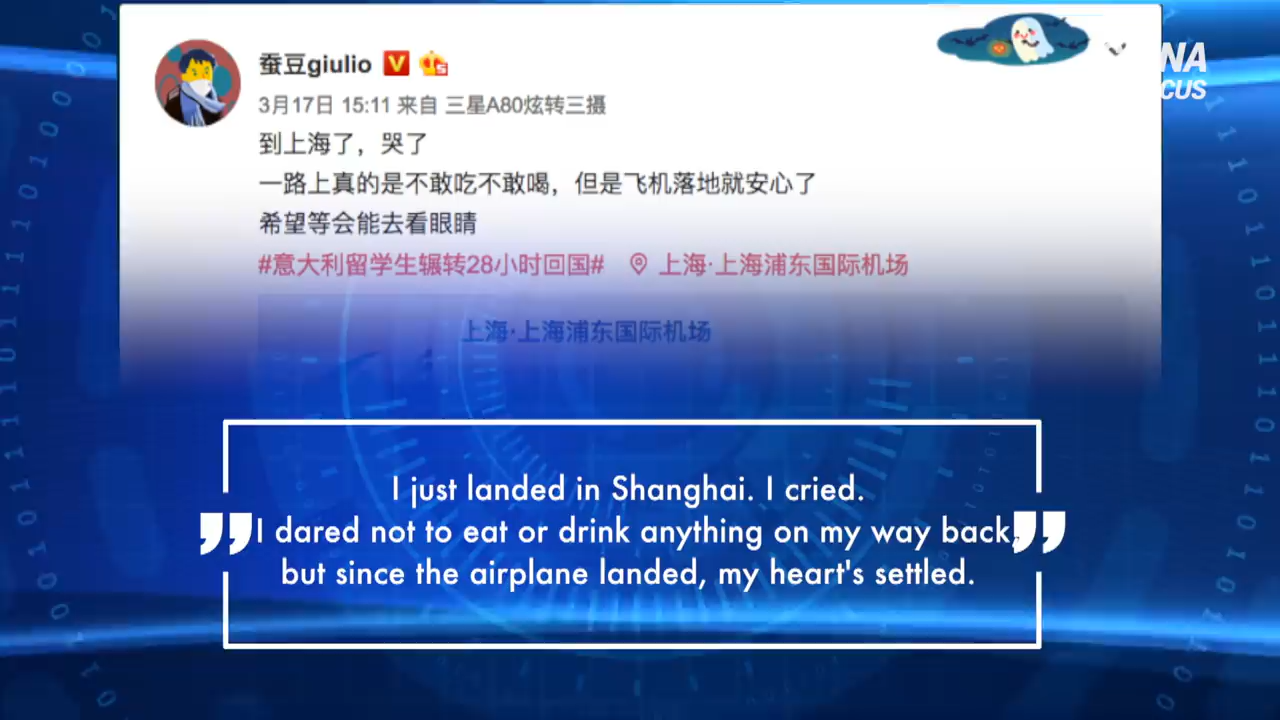 蚕豆giulio
3月17日 15:11 来自 三星A80炫转三摄
到上海了，哭了
一路上真的是不敢吃不敢喝，但是飞机落地就安心了
希望等会能去看眼睛
#意大利留学生辗转28小时回国# 上海·上海浦东国际机场
上海·上海浦东国际机场
NA
CUS
I just landed in Shanghai. I cried.
"I dared not to eat or drink anything on my way back,"
but since the airplane landed, my heart's settled.